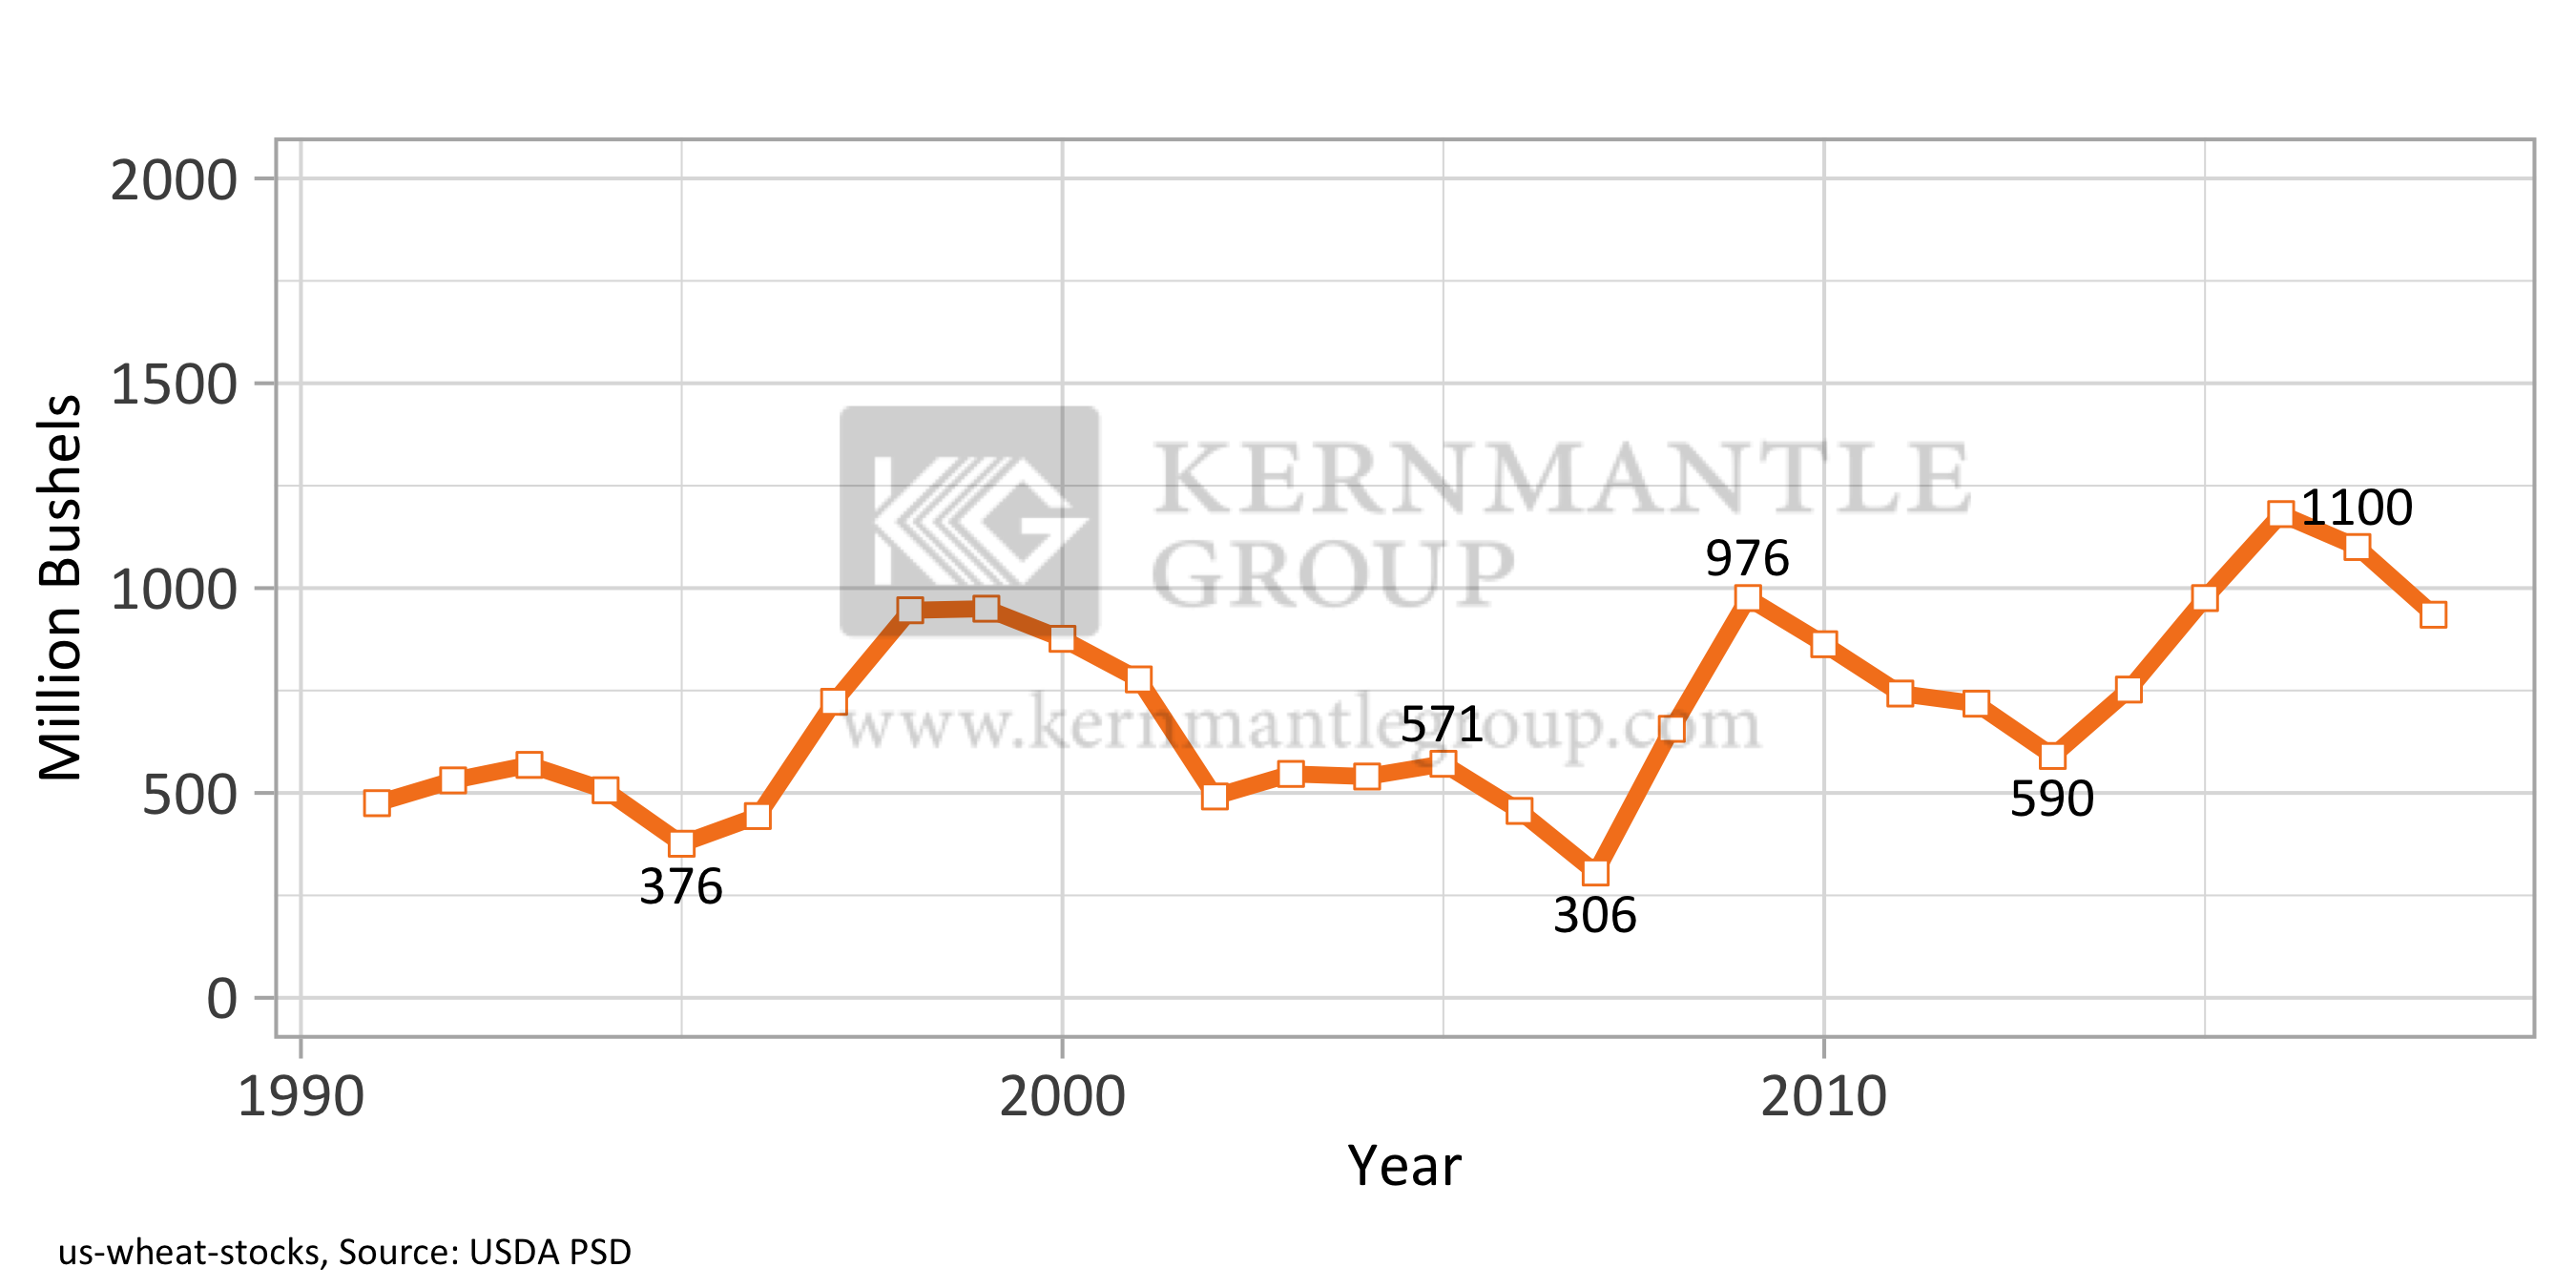 2000
1500
1000
500
0
Million Bushels
KERNMANTLE
GROUP
www.kernmantlegroup.com
376
571
306
976
590
1100
1990
2000
2010
Year
us-wheat-stocks, Source: USDA PSD